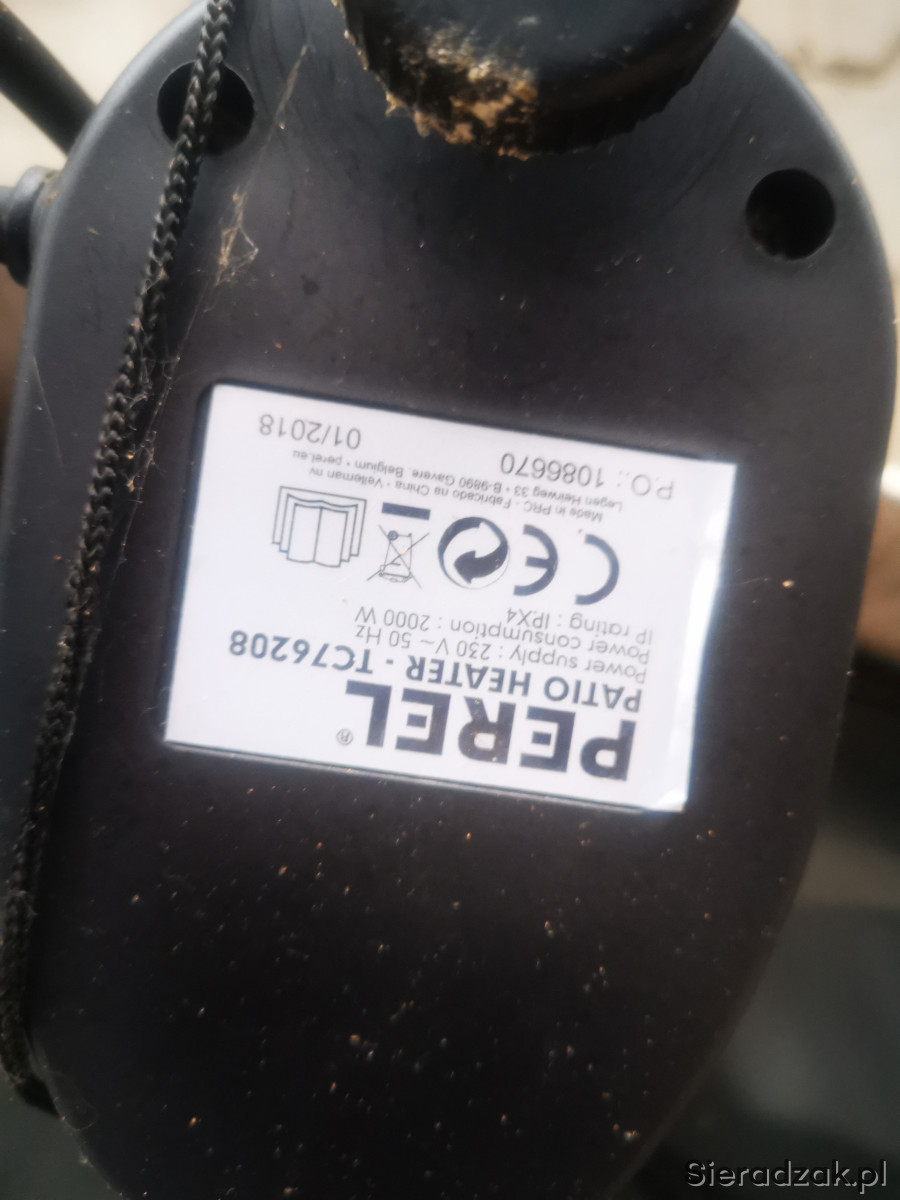 PEREL®
PATIO HEATER - TC76208
Power supply : 230 V ~ 50 Hz
Power consumption : 2000 W
IP rating : IPX4
CE
Made in PRC - Fabricado na China - Velleman nv
Legen Heirweg 33 • B-9890 Gavere, Belgium • perel.eu
P.O.: 1086670 01/2018
Sieradzak.pl